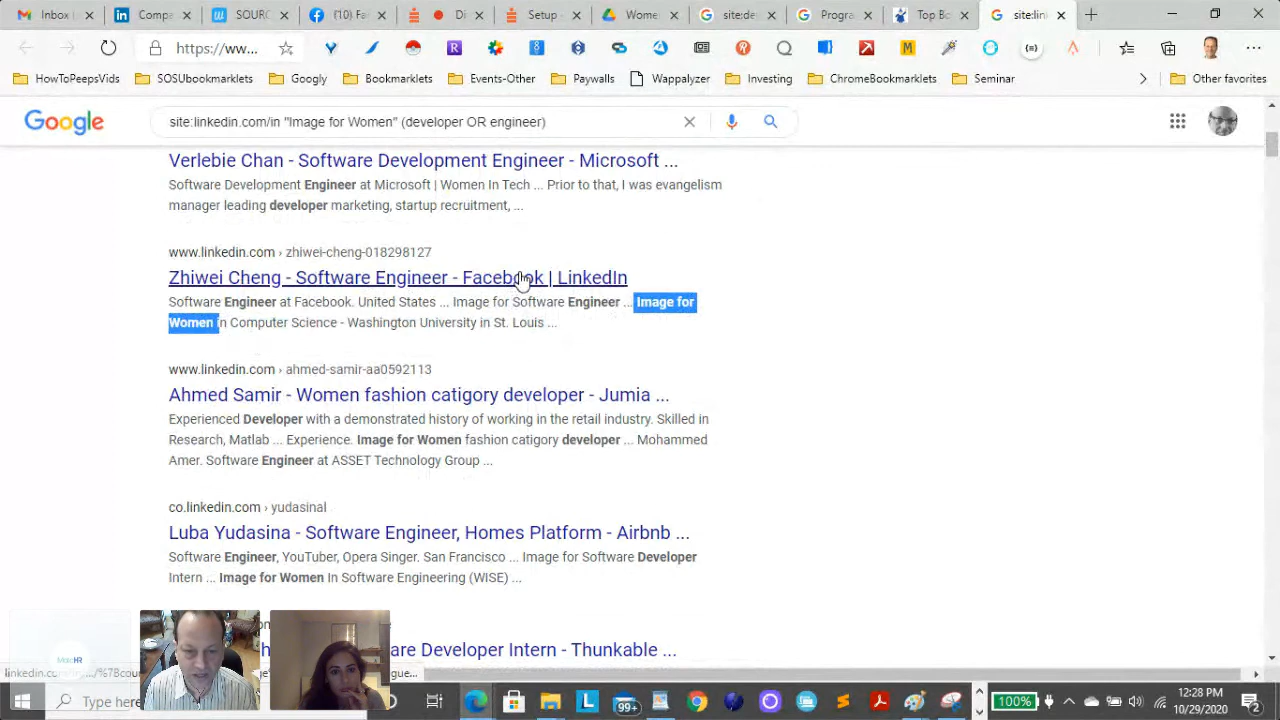 Inbox
Compa
SOURC
(10) Fa
Di
Setup -
Wome
site:de
Progra
Top Bo
site:link
https://ww...
HowToPeepsVids
SOSUbookmarklets
Googly
Bookmarklets
Events-Other
Paywalls
Wappalyzer
Investing
ChromeBookmarklets
Seminar
Other favorites
Google
site:linkedin.com/in "Image for Women" (developer OR engineer)
Verlebie Chan - Software Development Engineer - Microsoft ...
Software Development Engineer at Microsoft | Women In Tech ... Prior to that, I was evangelism
manager leading developer marketing, startup recruitment, ...
www.linkedin.com › zhiwei-cheng-018298127
Zhiwei Cheng - Software Engineer - Facebook | LinkedIn
Software Engineer at Facebook. United States ... Image for Software Engineer ... Image for
Women in Computer Science - Washington University in St. Louis ...
www.linkedin.com › ahmed-samir-aa0592113
Ahmed Samir - Women fashion catigory developer - Jumia ...
Experienced Developer with a demonstrated history of working in the retail industry. Skilled in
Research, Matlab ... Experience. Image for Women fashion catigory developer ... Mohammed
Amer. Software Engineer at ASSET Technology Group ...
co.linkedin.com › yudasinal
Luba Yudasina - Software Engineer, Homes Platform - Airbnb ...
Software Engineer, YouTuber, Opera Singer. San Francisco ... Image for Software Developer
Intern ... Image for Women In Software Engineering (WISE) ...
are Developer Intern - Thunkable ...
Type here
99+
100%
12:28 PM
10/29/2020
2